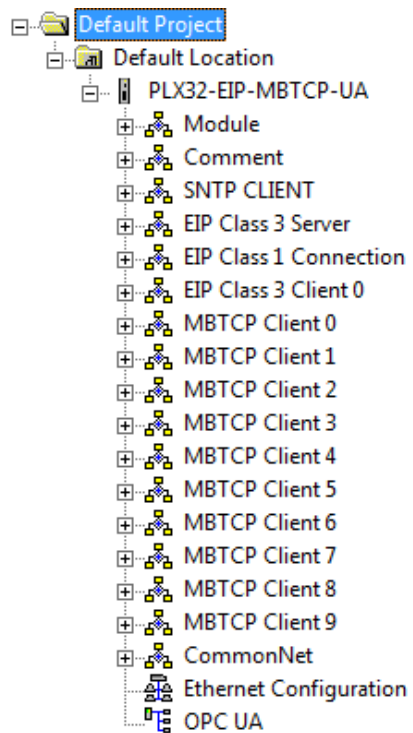 Default Project
Default Location
PLX32-EIP-MBTCP-UA
Module
Comment
SNTP CLIENT
EIP Class 3 Server
EIP Class 1 Connection
EIP Class 3 Client 0
MBTCP Client 0
MBTCP Client 1
MBTCP Client 2
MBTCP Client 3
MBTCP Client 4
MBTCP Client 5
MBTCP Client 6
MBTCP Client 7
MBTCP Client 8
MBTCP Client 9
CommonNet
Ethernet Configuration
OPC UA